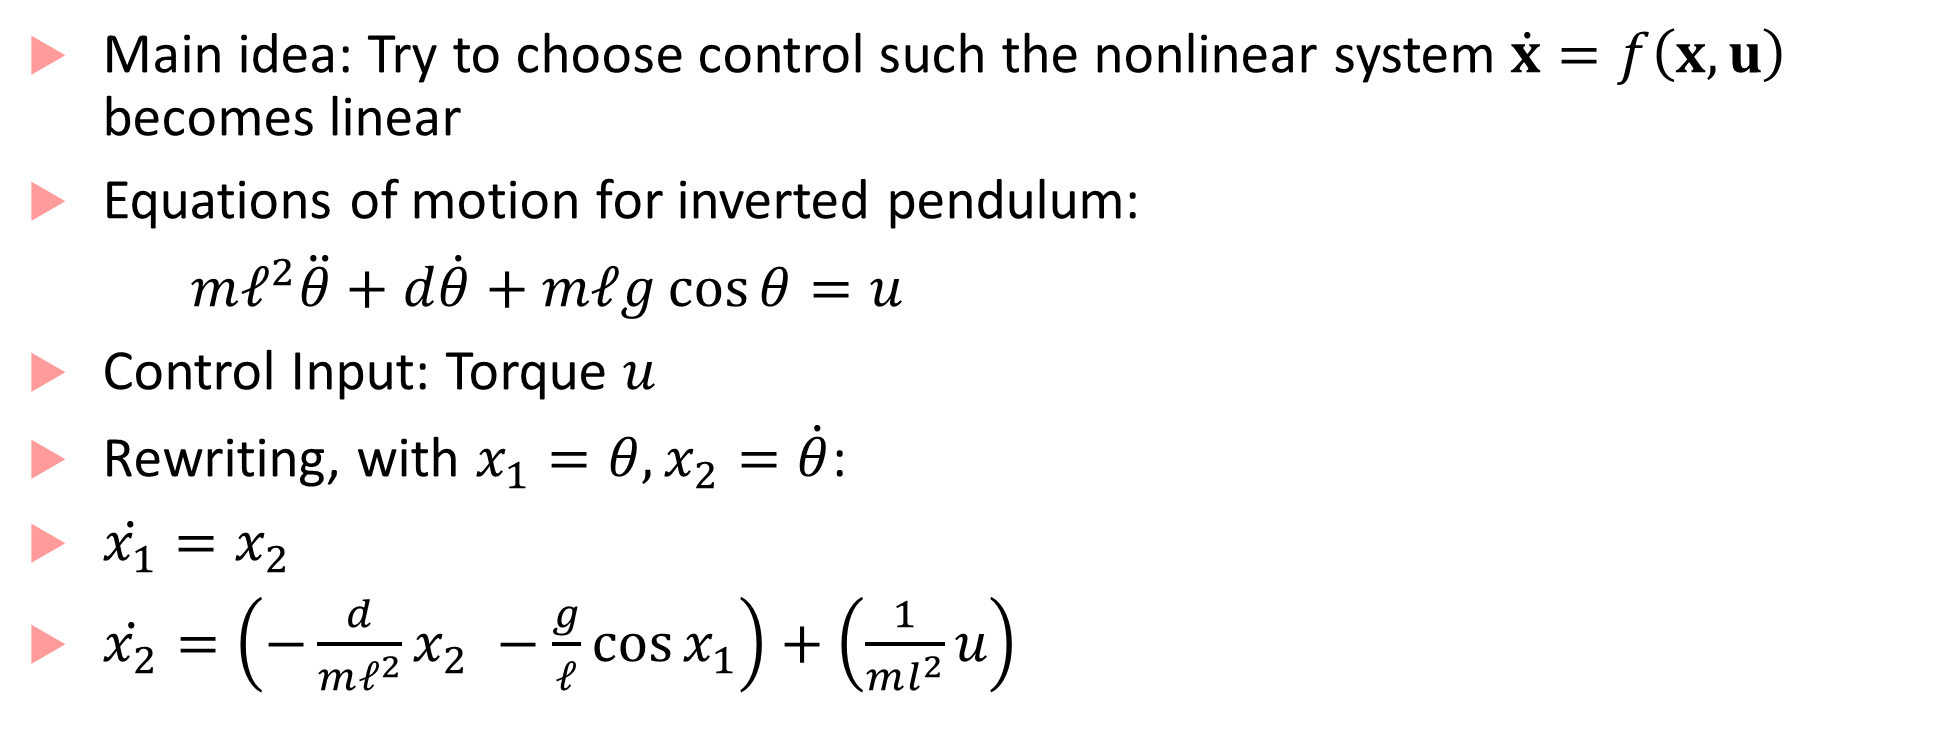 ▶ Main idea: Try to choose control such the nonlinear system ẋ = f(x, u)
becomes linear
▶ Equations of motion for inverted pendulum:
mℓ²θ̈ + dθ̇ + mℓg cos θ = u
▶ Control Input: Torque u
▶ Rewriting, with x₁ = θ, x₂ = θ̇:
▶ ẋ₁ = x₂
▶ ẋ₂ = (−d/mℓ² x₂ − g/ℓ cos x₁) + (1/ml² u)